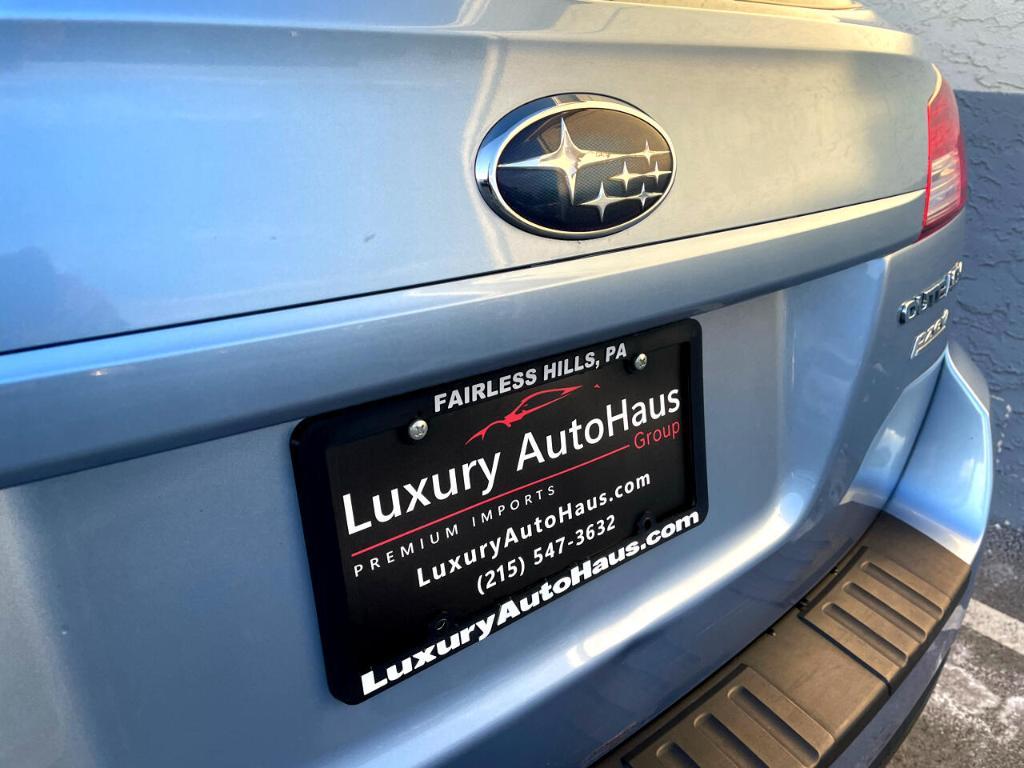 FAIRLESS HILLS, PA
Luxury AutoHaus
Group
PREMIUM IMPORTS
LuxuryAutoHaus.com
(215) 547-3632
LuxuryAutoHaus.com